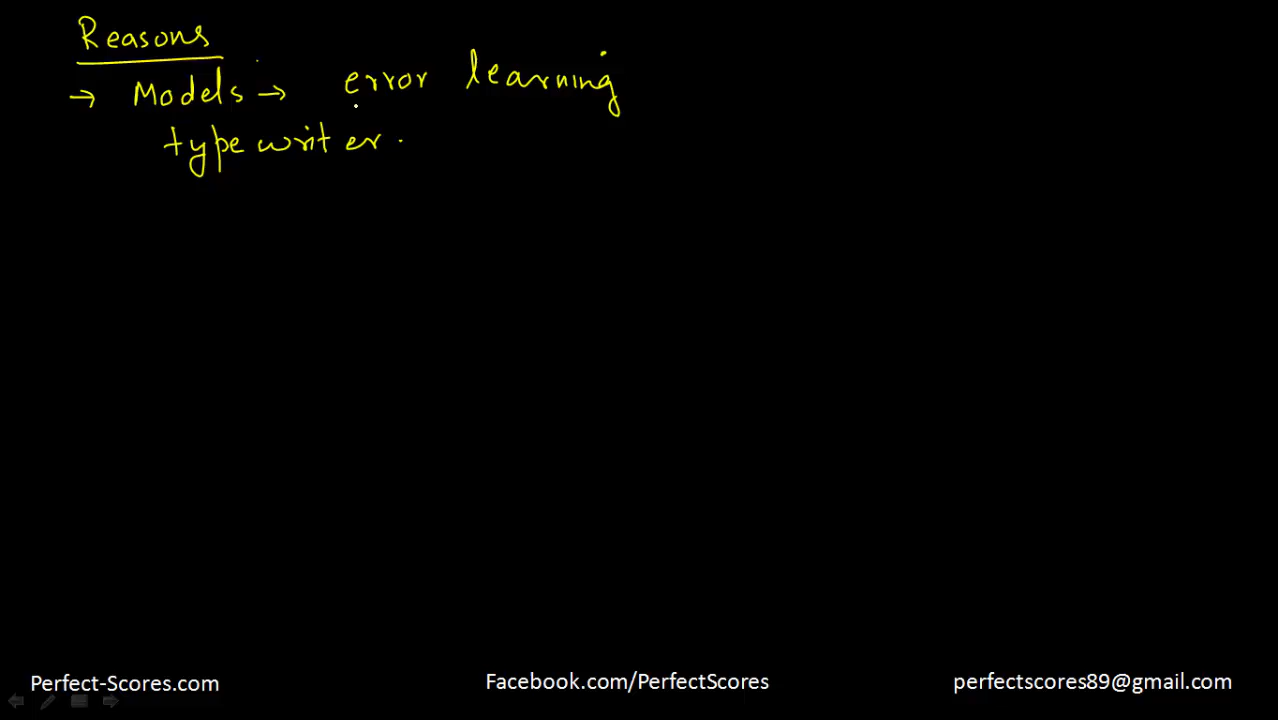 Reasons
→ Models → error learning
typewriter.
Perfect-Scores.com
Facebook.com/PerfectScores
perfectscores89@gmail.com